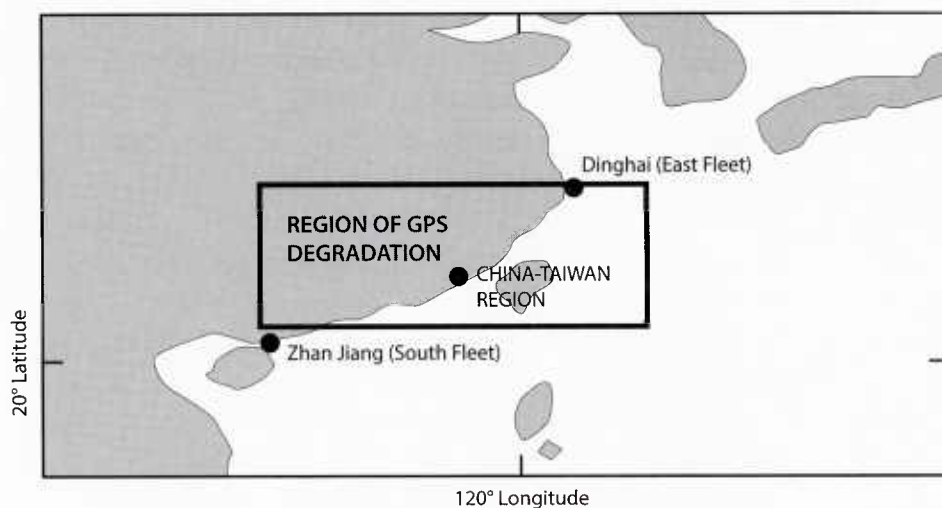 Dinghai (East Fleet)
REGION OF GPS
DEGRADATION
CHINA-TAIWAN
REGION
Zhan Jiang (South Fleet)
20° Latitude
120° Longitude